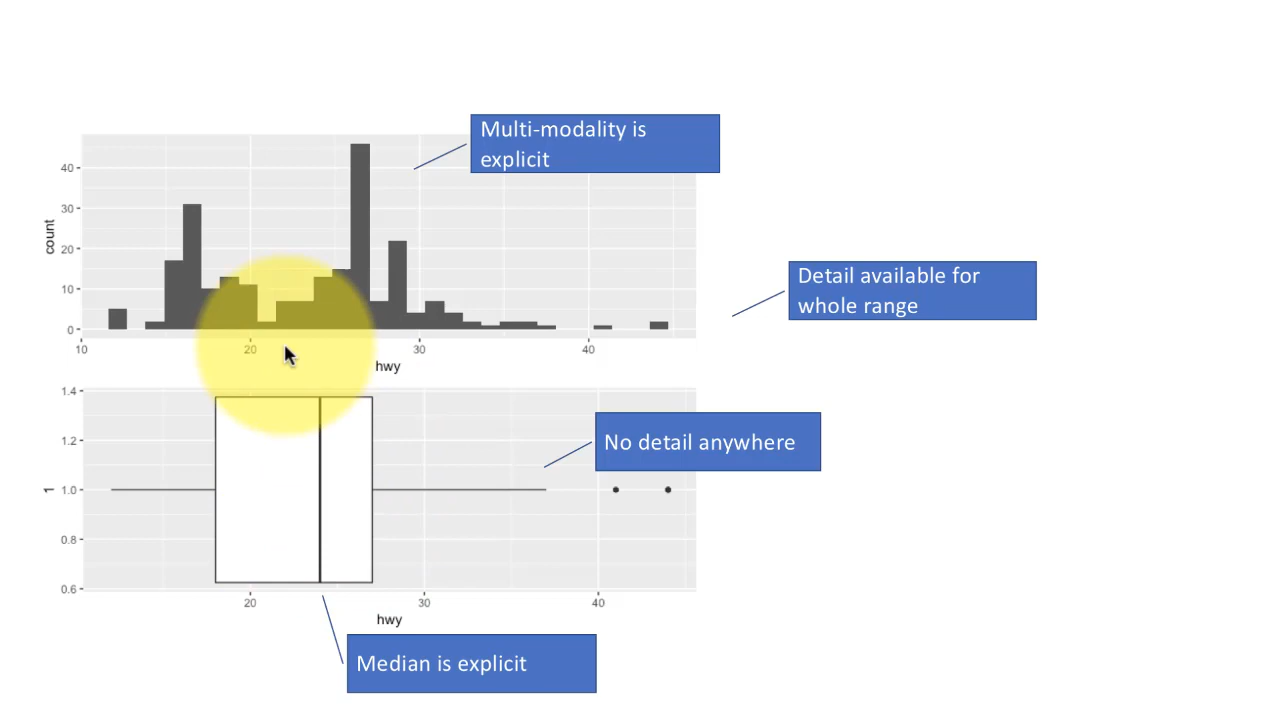 Multi-modality is
explicit
40
30
20
10
0
count
10
20
30
40
hwy
Detail available for
whole range
1.4
1.2
1.0
0.8
0.6
1
No detail anywhere
20
30
40
hwy
Median is explicit